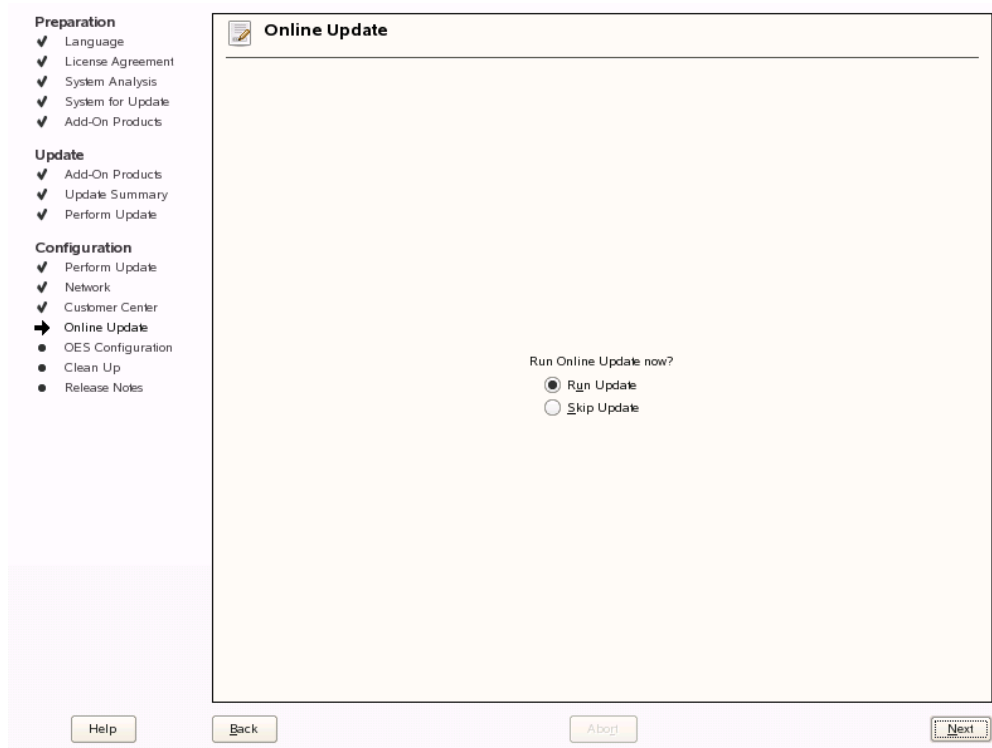 Preparation
Language
License Agreement
System Analysis
System for Update
Add-On Products
Update
Add-On Products
Update Summary
Perform Update
Configuration
Perform Update
Network
Customer Center
Online Update
OES Configuration
Clean Up
Release Notes
Online Update
Run Online Update now?
Run Update
Skip Update
Help
Back
Abort
Next